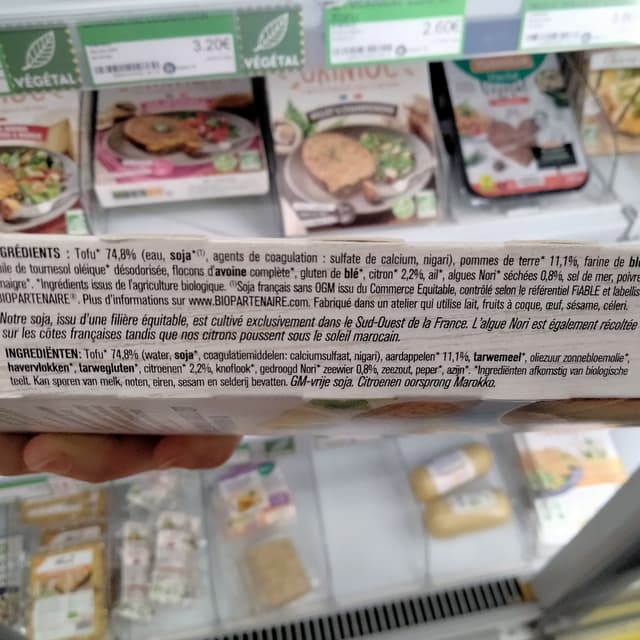 VÉGÉTAL
3.20€
VÉGÉTAL
2.60€
GRÉDIENTS : Tofu* 74,8% (eau, soja*(1), agents de coagulation : sulfate de calcium, nigari), pommes de terre* 11,1%, farine de bl
ile de tournesol oléique* désodorisée, flocons d'avoine complète*, gluten de blé*, citron* 2,2%, ail*, algues Nori* séchées 0,8%, sel de mer, poivre
naigre*. *Ingrédients issus de l'agriculture biologique. (1)Soja français sans OGM issu du Commerce Equitable, contrôlé selon le référentiel FiABLE et labellis
BIOPARTENAIRE®. Plus d'informations sur www.BIOPARTENAIRE.com. Fabriqué dans un atelier qui utilise lait, fruits à coque, œuf, sésame, céleri.
Notre soja, issu d'une filière équitable, est cultivé exclusivement dans le Sud-Ouest de la France. L'algue Nori est également récoltée
sur les côtes françaises tandis que nos citrons poussent sous le soleil marocain.
INGREDIËNTEN: Tofu* 74,8% (water, soja*, coagulatiemiddelen: calciumsulfaat, nigari), aardappelen* 11,1%, tarwemeel*, oliezuur zonnebloemolie*,
havervlokken*, tarwegluten*, citroenen* 2,2%, knoflook*, gedroogd Nori* zeewier 0,8%, zeezout, peper*, azijn*. *Ingrediënten afkomstig van biologische
teelt. Kan sporen van melk, noten, eiren, sesam en selderij bevatten. GM-vrije soja. Citroenen oorsprong Marokko.